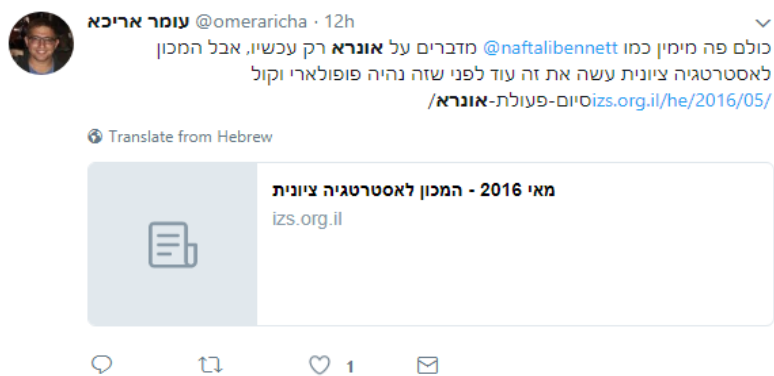 עומר אריכא @omeraricha · 12h
כולם פה מימין כמו @naftalibennett מדברים על אונרא רק עכשיו, אבל המכון
לאסטרטגיה ציונית עשה את זה עוד לפני שזה נהיה פופולארי וקול
izs.org.il/he/2016/05/סיום-פעולת-אונרא/
Translate from Hebrew
מאי 2016 - המכון לאסטרטגיה ציונית
izs.org.il
1